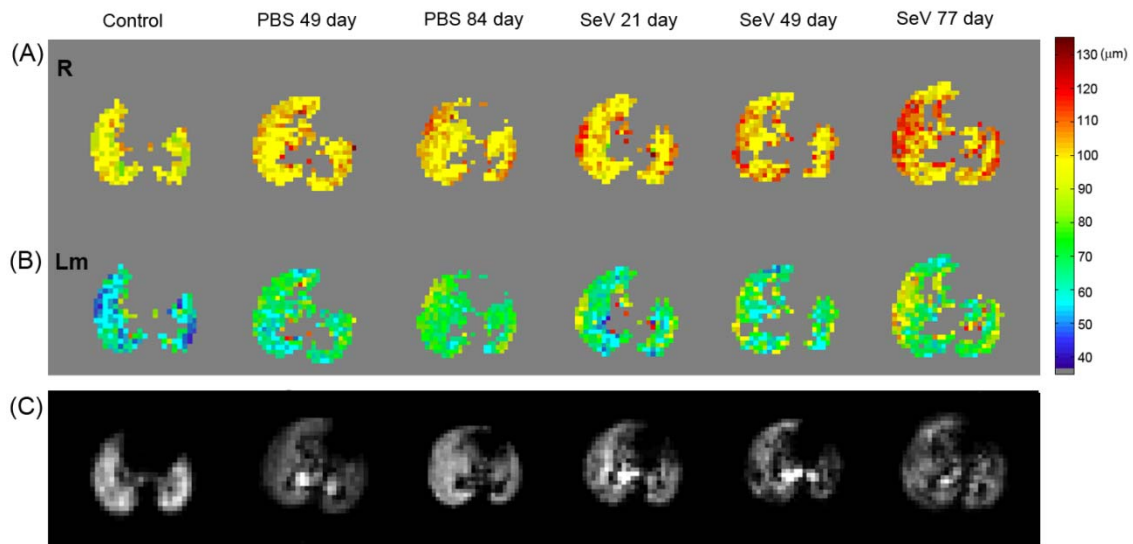 Control PBS 49 day PBS 84 day SeV 21 day SeV 49 day SeV 77 day
(A)
R
130 (μm)
120
110
100
90
80
70
60
50
40
(B)
Lm
(C)